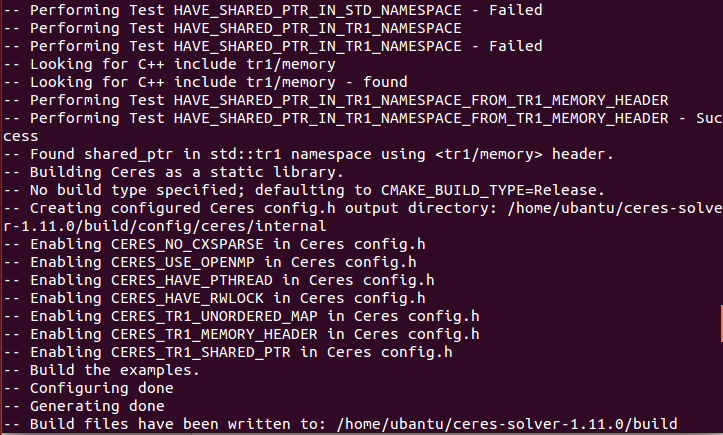 -- Performing Test HAVE_SHARED_PTR_IN_STD_NAMESPACE - Failed
-- Performing Test HAVE_SHARED_PTR_IN_TR1_NAMESPACE
-- Performing Test HAVE_SHARED_PTR_IN_TR1_NAMESPACE - Failed
-- Looking for C++ include tr1/memory
-- Looking for C++ include tr1/memory - found
-- Performing Test HAVE_SHARED_PTR_IN_TR1_NAMESPACE_FROM_TR1_MEMORY_HEADER
-- Performing Test HAVE_SHARED_PTR_IN_TR1_NAMESPACE_FROM_TR1_MEMORY_HEADER - Suc
cess
-- Found shared_ptr in std::tr1 namespace using <tr1/memory> header.
-- Building Ceres as a static library.
-- No build type specified; defaulting to CMAKE_BUILD_TYPE=Release.
-- Creating configured Ceres config.h output directory: /home/ubantu/ceres-solve
r-1.11.0/build/config/ceres/internal
-- Enabling CERES_NO_CXSPARSE in Ceres config.h
-- Enabling CERES_USE_OPENMP in Ceres config.h
-- Enabling CERES_HAVE_PTHREAD in Ceres config.h
-- Enabling CERES_HAVE_RWLOCK in Ceres config.h
-- Enabling CERES_TR1_UNORDERED_MAP in Ceres config.h
-- Enabling CERES_TR1_MEMORY_HEADER in Ceres config.h
-- Enabling CERES_TR1_SHARED_PTR in Ceres config.h
-- Build the examples.
-- Configuring done
-- Generating done
-- Build files have been written to: /home/ubantu/ceres-solver-1.11.0/build